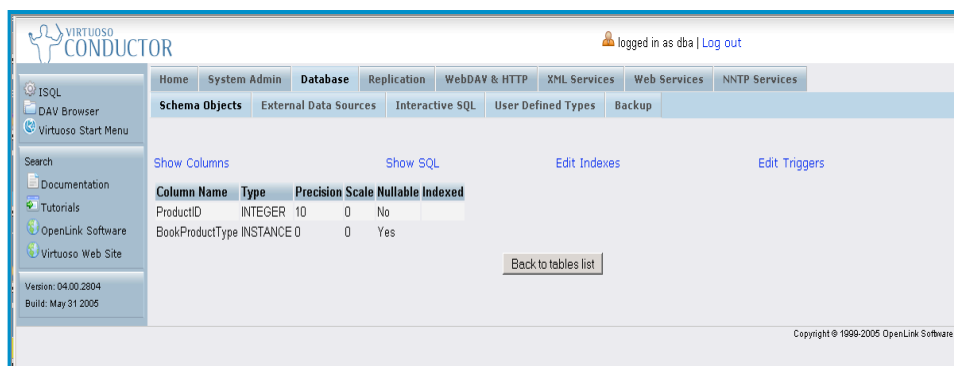 VIRTUOSO
CONDUCTOR
logged in as dba | Log out
ISQL
DAV Browser
Virtuoso Start Menu
Search
Documentation
Tutorials
OpenLink Software
Virtuoso Web Site
Version: 04.00.2804
Build: May 31 2005
Home System Admin Database Replication WebDAV & HTTP XML Services Web Services NNTP Services
Schema Objects External Data Sources Interactive SQL User Defined Types Backup
Show Columns Show SQL Edit Indexes Edit Triggers
Column Name Type Precision Scale Nullable Indexed
ProductID INTEGER 10 0 No
BookProductType INSTANCE 0 0 Yes
Back to tables list
Copyright © 1999-2005 OpenLink Software